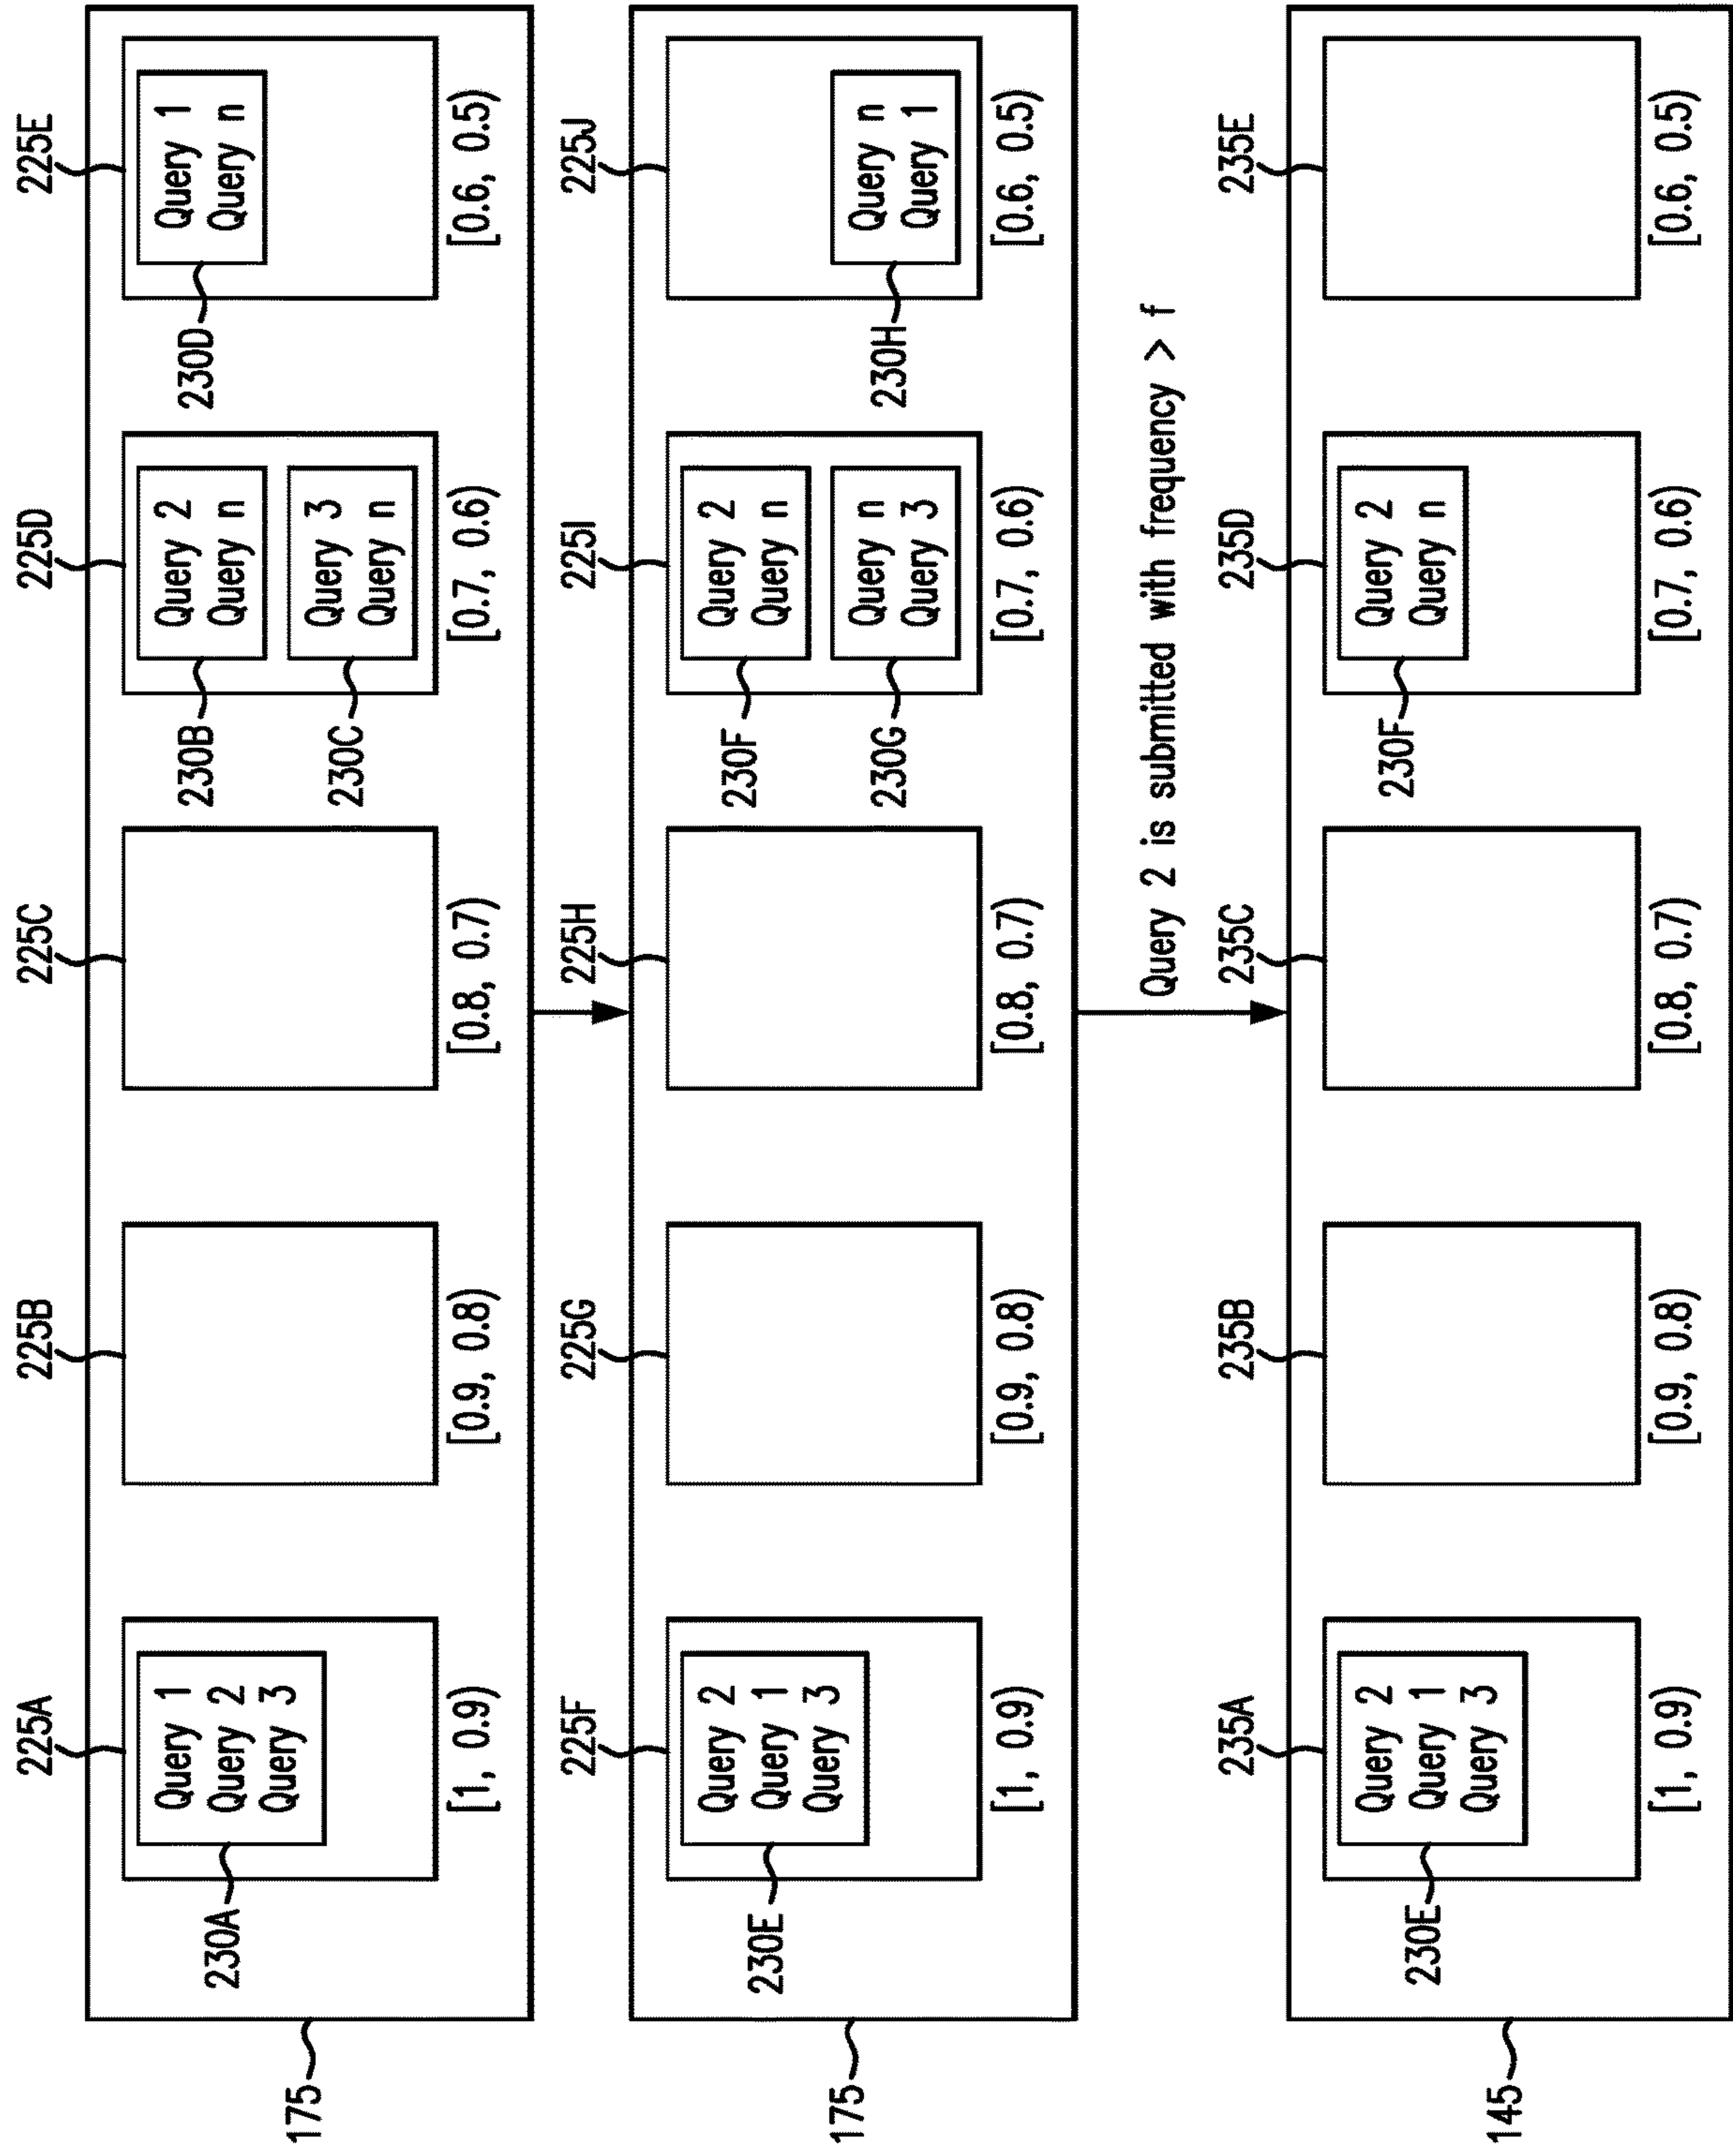 225A
225B
225C
225D
225E
Query 1
Query 2
Query 3
Query 2
Query n
Query 3
Query n
Query 1
Query n
230A
230B
230C
230D
175
[1, 0.9)
[0.9, 0.8)
[0.8, 0.7)
[0.7, 0.6)
[0.6, 0.5)
225F
225G
225H
225I
225J
Query 2
Query 1
Query 3
Query 2
Query n
Query n
Query 3
Query n
Query 1
230E
230F
230G
230H
175
[1, 0.9)
[0.9, 0.8)
[0.8, 0.7)
[0.7, 0.6)
[0.6, 0.5)
Query 2 is submitted with frequency > f
235A
235B
235C
235D
235E
Query 2
Query 1
Query 3
Query 2
Query n
230E
230F
145
[1, 0.9)
[0.9, 0.8)
[0.8, 0.7)
[0.7, 0.6)
[0.6, 0.5)